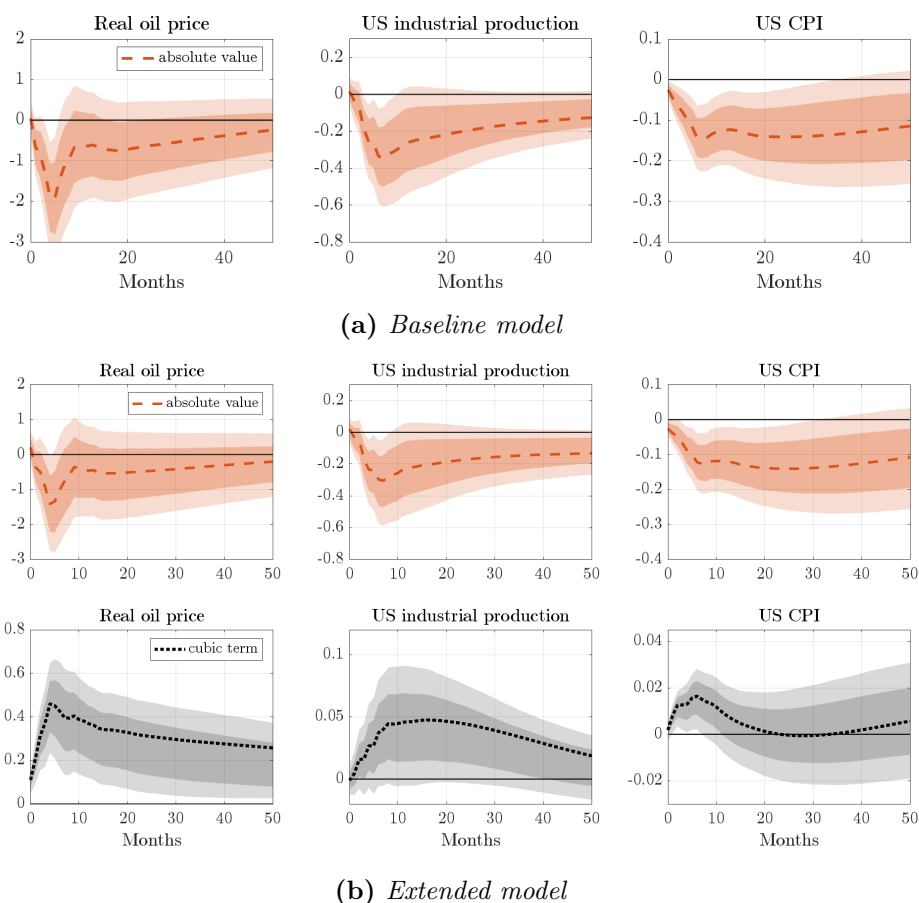 Real oil price US industrial production US CPI
2 0.1
absolute value
0.2
1 0
0
0 -0.1
-0.2
-1 -0.2
-0.4
-2 -0.3
-0.6
-3 -0.8 -0.4
0 20 40 0 20 40 0 20 40
Months Months Months
(a) Baseline model
Real oil price US industrial production US CPI
2 0.1
absolute value
0.2
1 0
0
0 -0.1
-0.2
-1 -0.2
-0.4
-2 -0.3
-0.6
-3 -0.8 -0.4
0 10 20 30 40 50 0 10 20 30 40 50 0 10 20 30 40 50
Real oil price US industrial production US CPI
0.8
cubic term
0.1 0.04
0.6
0.02
0.4 0.05
0
0.2
0 -0.02
0
0 10 20 30 40 50 0 10 20 30 40 50 0 10 20 30 40 50
Months Months Months
(b) Extended model